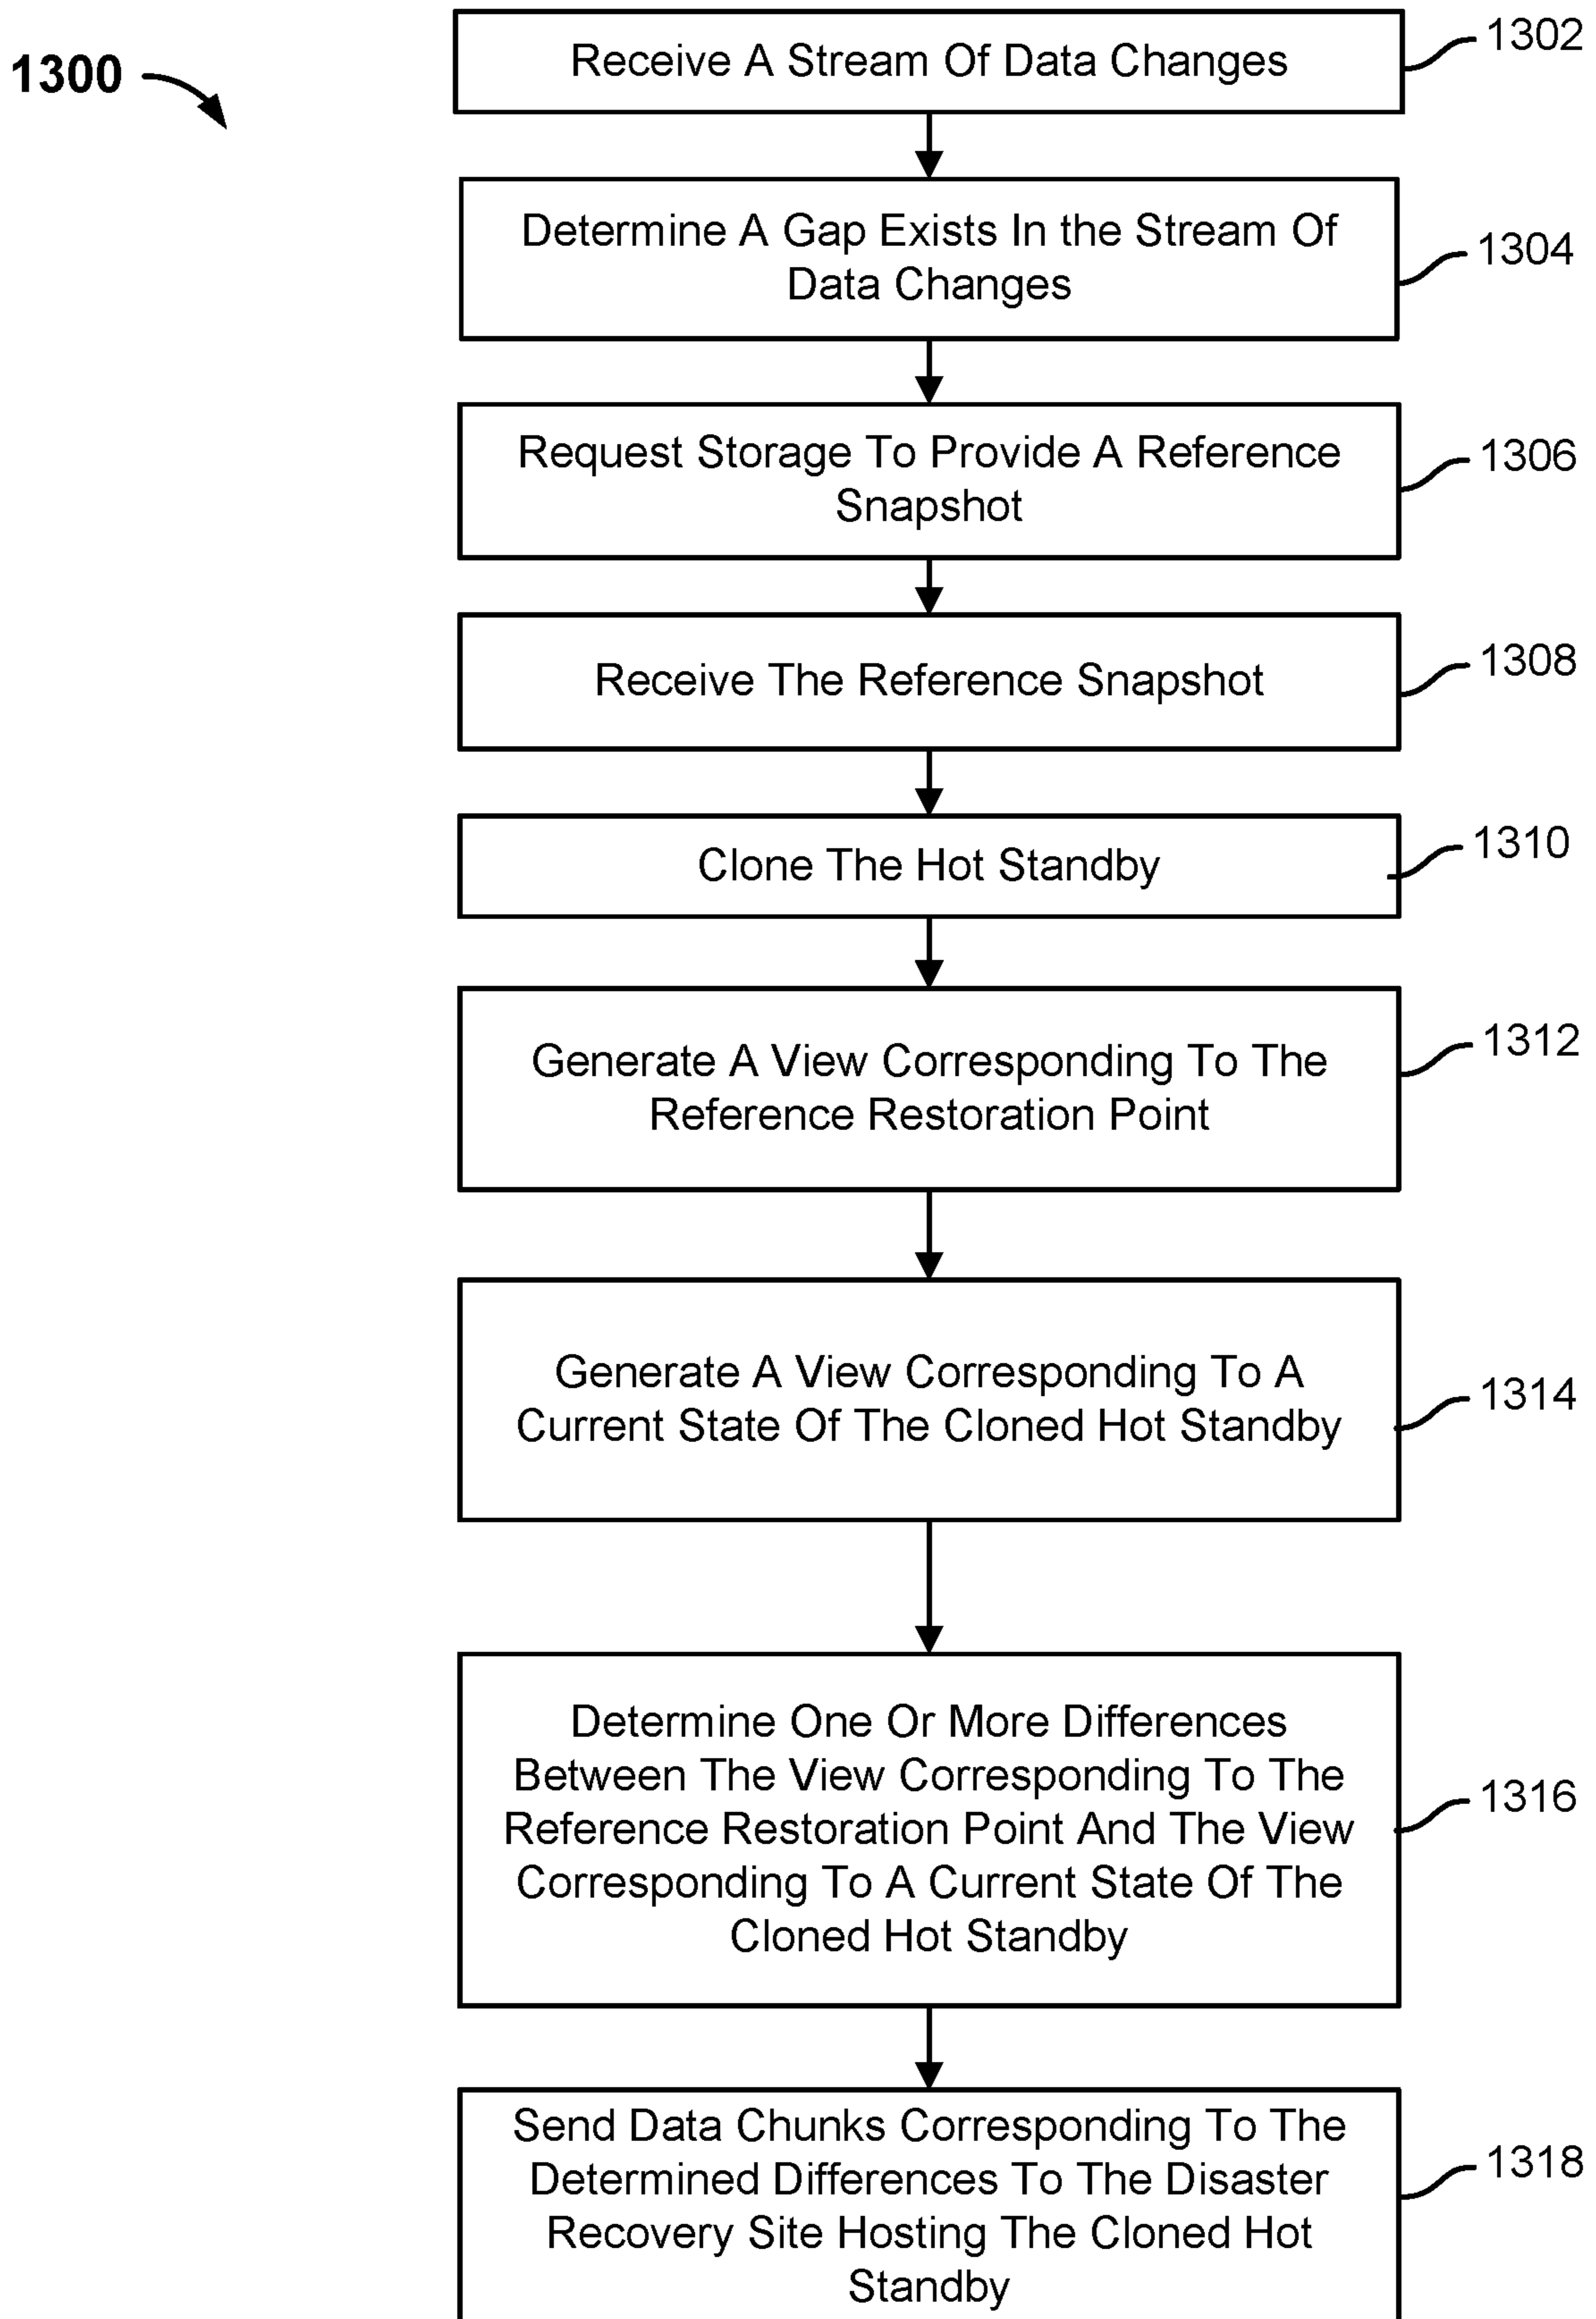 1300
Receive A Stream Of Data Changes
1302
Determine A Gap Exists In the Stream Of
Data Changes
1304
Request Storage To Provide A Reference
Snapshot
1306
Receive The Reference Snapshot
1308
Clone The Hot Standby
1310
Generate A View Corresponding To The
Reference Restoration Point
1312
Generate A View Corresponding To A
Current State Of The Cloned Hot Standby
1314
Determine One Or More Differences
Between The View Corresponding To The
Reference Restoration Point And The View
Corresponding To A Current State Of The
Cloned Hot Standby
1316
Send Data Chunks Corresponding To The
Determined Differences To The Disaster
Recovery Site Hosting The Cloned Hot
Standby
1318